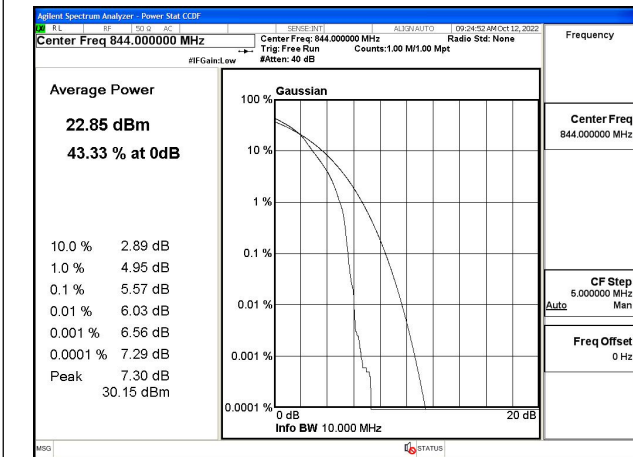 Agilent Spectrum Analyzer - Power Stat CCDF
RL RF 50 Ω AC SENSE:INT ALIGN AUTO 09:24:52 AM Oct 12, 2022
Center Freq 844.000000 MHz
Center Freq: 844.000000 MHz Radio Std: None
Trig: Free Run Counts:1.00 M/1.00 Mpt
#IFGain:Low #Atten: 40 dB
Frequency
Average Power
22.85 dBm
43.33 % at 0dB
10.0 % 2.89 dB
1.0 % 4.95 dB
0.1 % 5.57 dB
0.01 % 6.03 dB
0.001 % 6.56 dB
0.0001 % 7.29 dB
Peak 7.30 dB
30.15 dBm
Gaussian
100 %
10 %
1 %
0.1 %
0.01 %
0.001 %
0.0001 %
0 dB 20 dB
Info BW 10.000 MHz
Center Freq
844.000000 MHz
CF Step
5.000000 MHz
Auto Man
Freq Offset
0 Hz
MSG STATUS